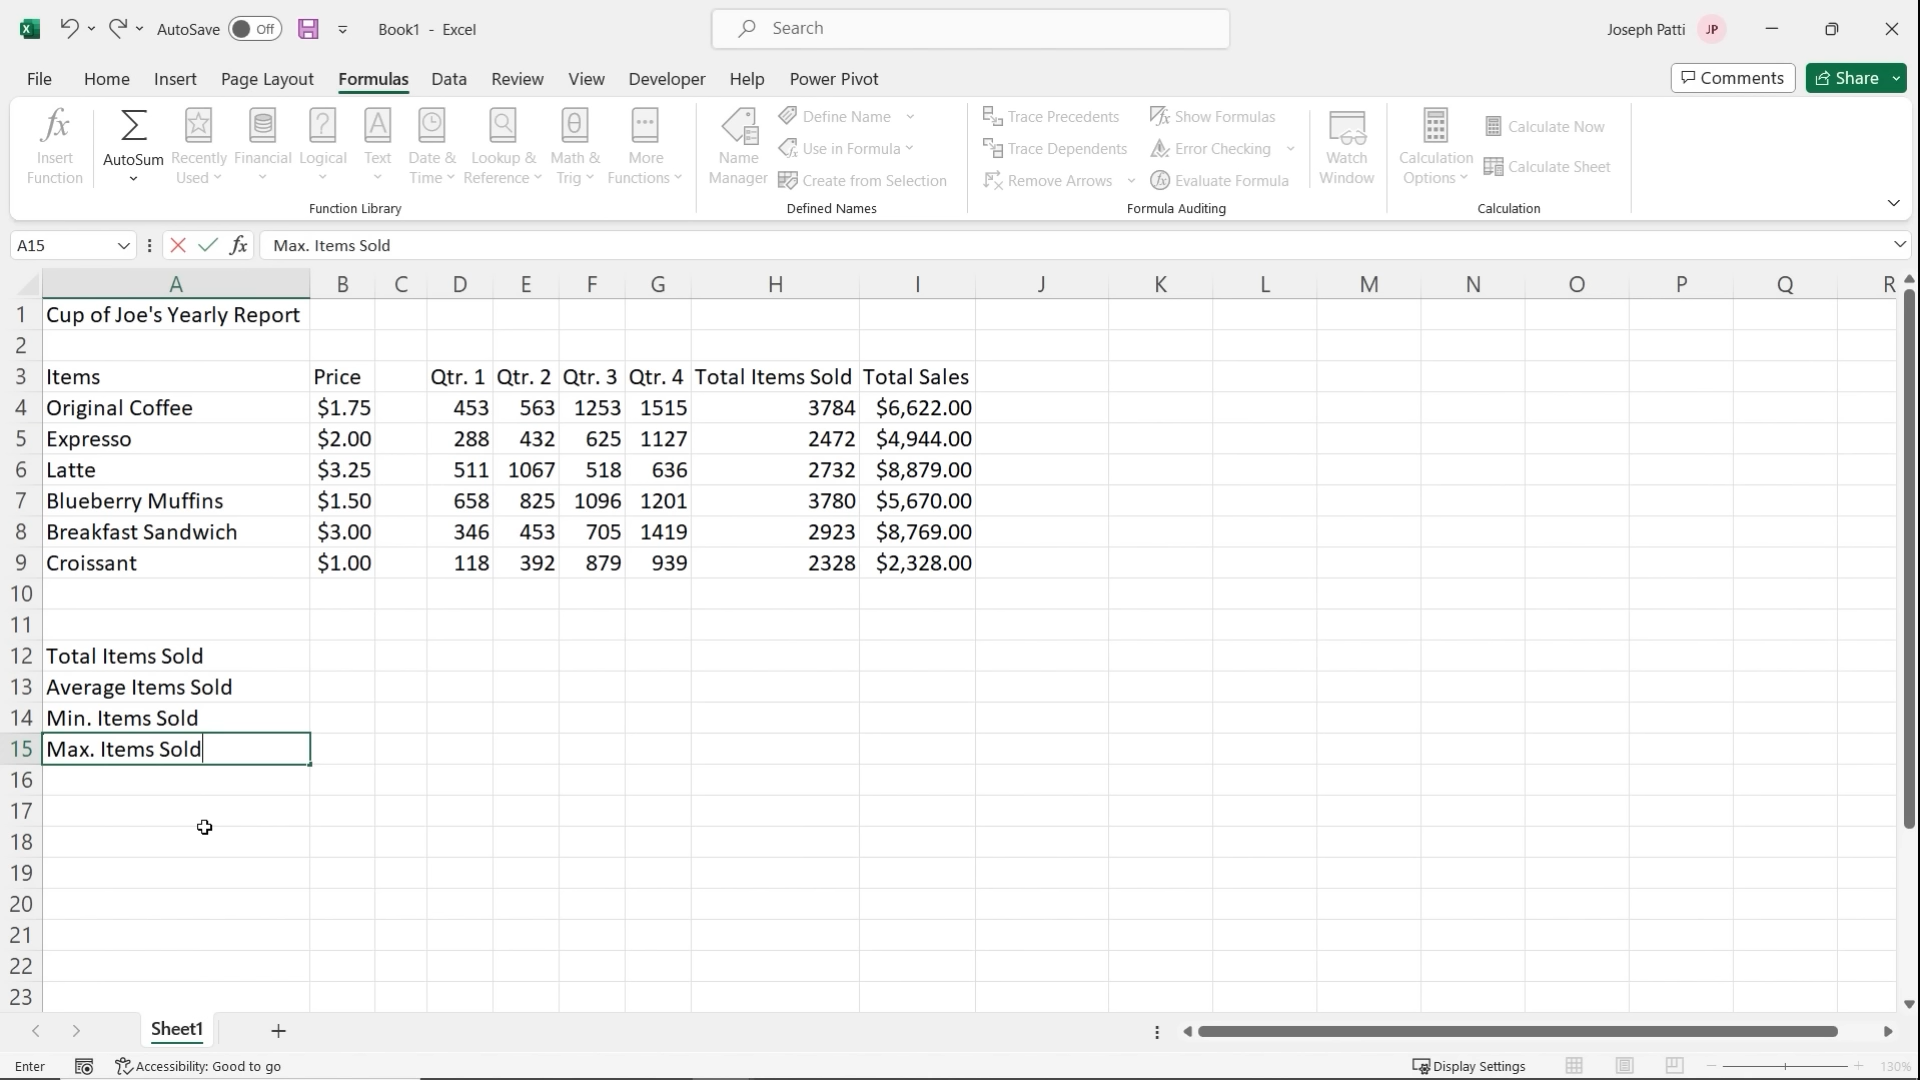 AutoSave Off Book1 - Excel Search Joseph Patti JP
File Home Insert Page Layout Formulas Data Review View Developer Help Power Pivot Comments Share
Insert Function
AutoSum
Recently Used
Financial
Logical
Text
Date & Time
Lookup & Reference
Math & Trig
More Functions
Function Library
Name Manager
Define Name
Use in Formula
Create from Selection
Defined Names
Trace Precedents
Trace Dependents
Remove Arrows
Show Formulas
Error Checking
Evaluate Formula
Formula Auditing
Watch Window
Calculation Options
Calculate Now
Calculate Sheet
Calculation
A15 fx Max. Items Sold
A B C D E F G H I J K L M N O P Q R
1 Cup of Joe's Yearly Report
2
3 Items Price Qtr. 1 Qtr. 2 Qtr. 3 Qtr. 4 Total Items Sold Total Sales
4 Original Coffee $1.75 453 563 1253 1515 3784 $6,622.00
5 Expresso $2.00 288 432 625 1127 2472 $4,944.00
6 Latte $3.25 511 1067 518 636 2732 $8,879.00
7 Blueberry Muffins $1.50 658 825 1096 1201 3780 $5,670.00
8 Breakfast Sandwich $3.00 346 453 705 1419 2923 $8,769.00
9 Croissant $1.00 118 392 879 939 2328 $2,328.00
10
11
12 Total Items Sold
13 Average Items Sold
14 Min. Items Sold
15 Max. Items Sold
16
17
18
19
20
21
22
23
Sheet1
Enter Accessibility: Good to go Display Settings 130%